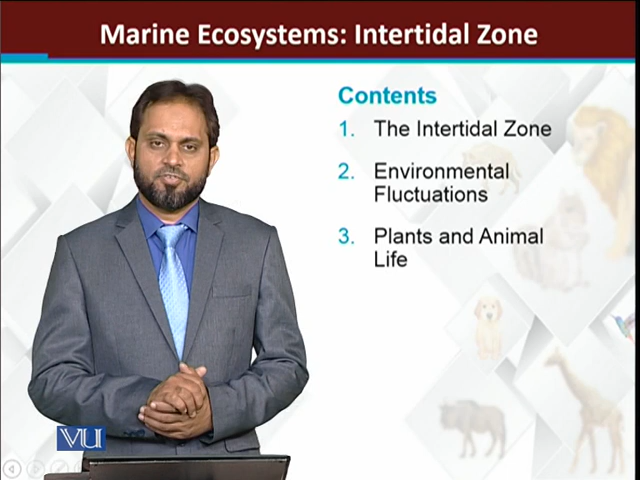 Marine Ecosystems: Intertidal Zone
Contents
1. The Intertidal Zone
2. Environmental
Fluctuations
3. Plants and Animal
Life
VU